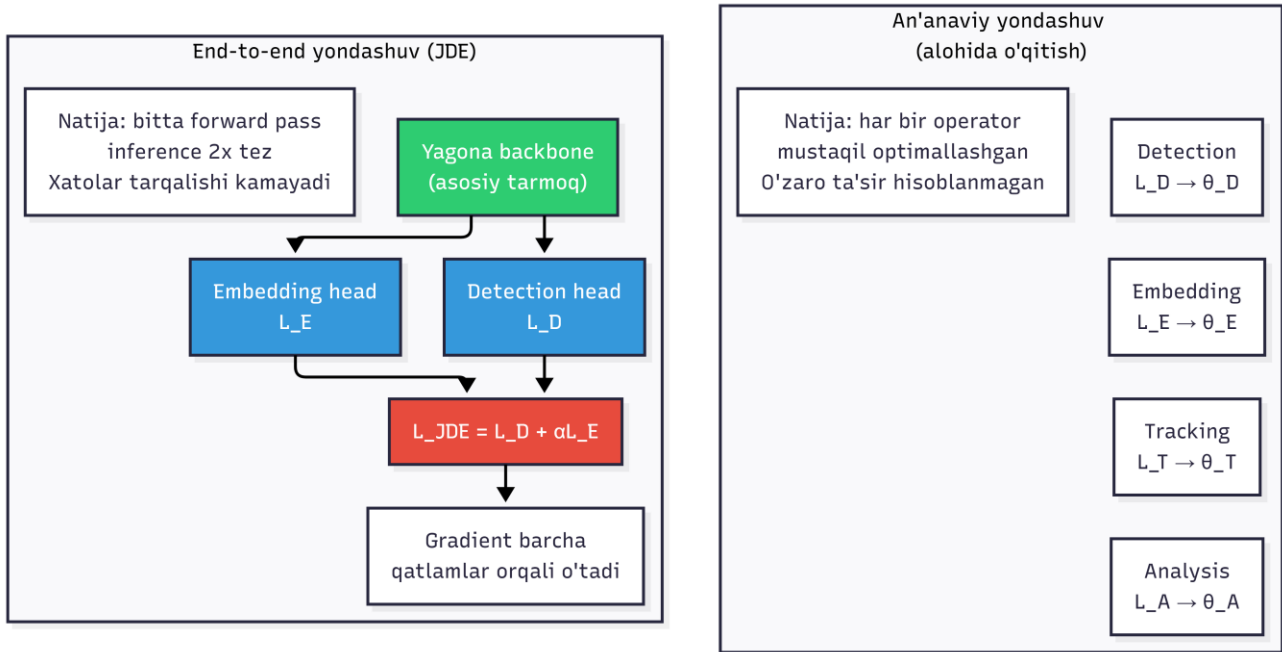 End-to-end yondashuv (JDE)
Natija: bitta forward pass
inference 2x tez
Xatolar tarqalishi kamayadi
Yagona backbone
(asosiy tarmoq)
Embedding head
L_E
Detection head
L_D
L_JDE = L_D + αL_E
Gradient barcha
qatlamlar orqali o'tadi
An'anaviy yondashuv
(alohida o'qitish)
Natija: har bir operator
mustaqil optimallashgan
O'zaro ta'sir hisoblanmagan
Detection
L_D → θ_D
Embedding
L_E → θ_E
Tracking
L_T → θ_T
Analysis
L_A → θ_A